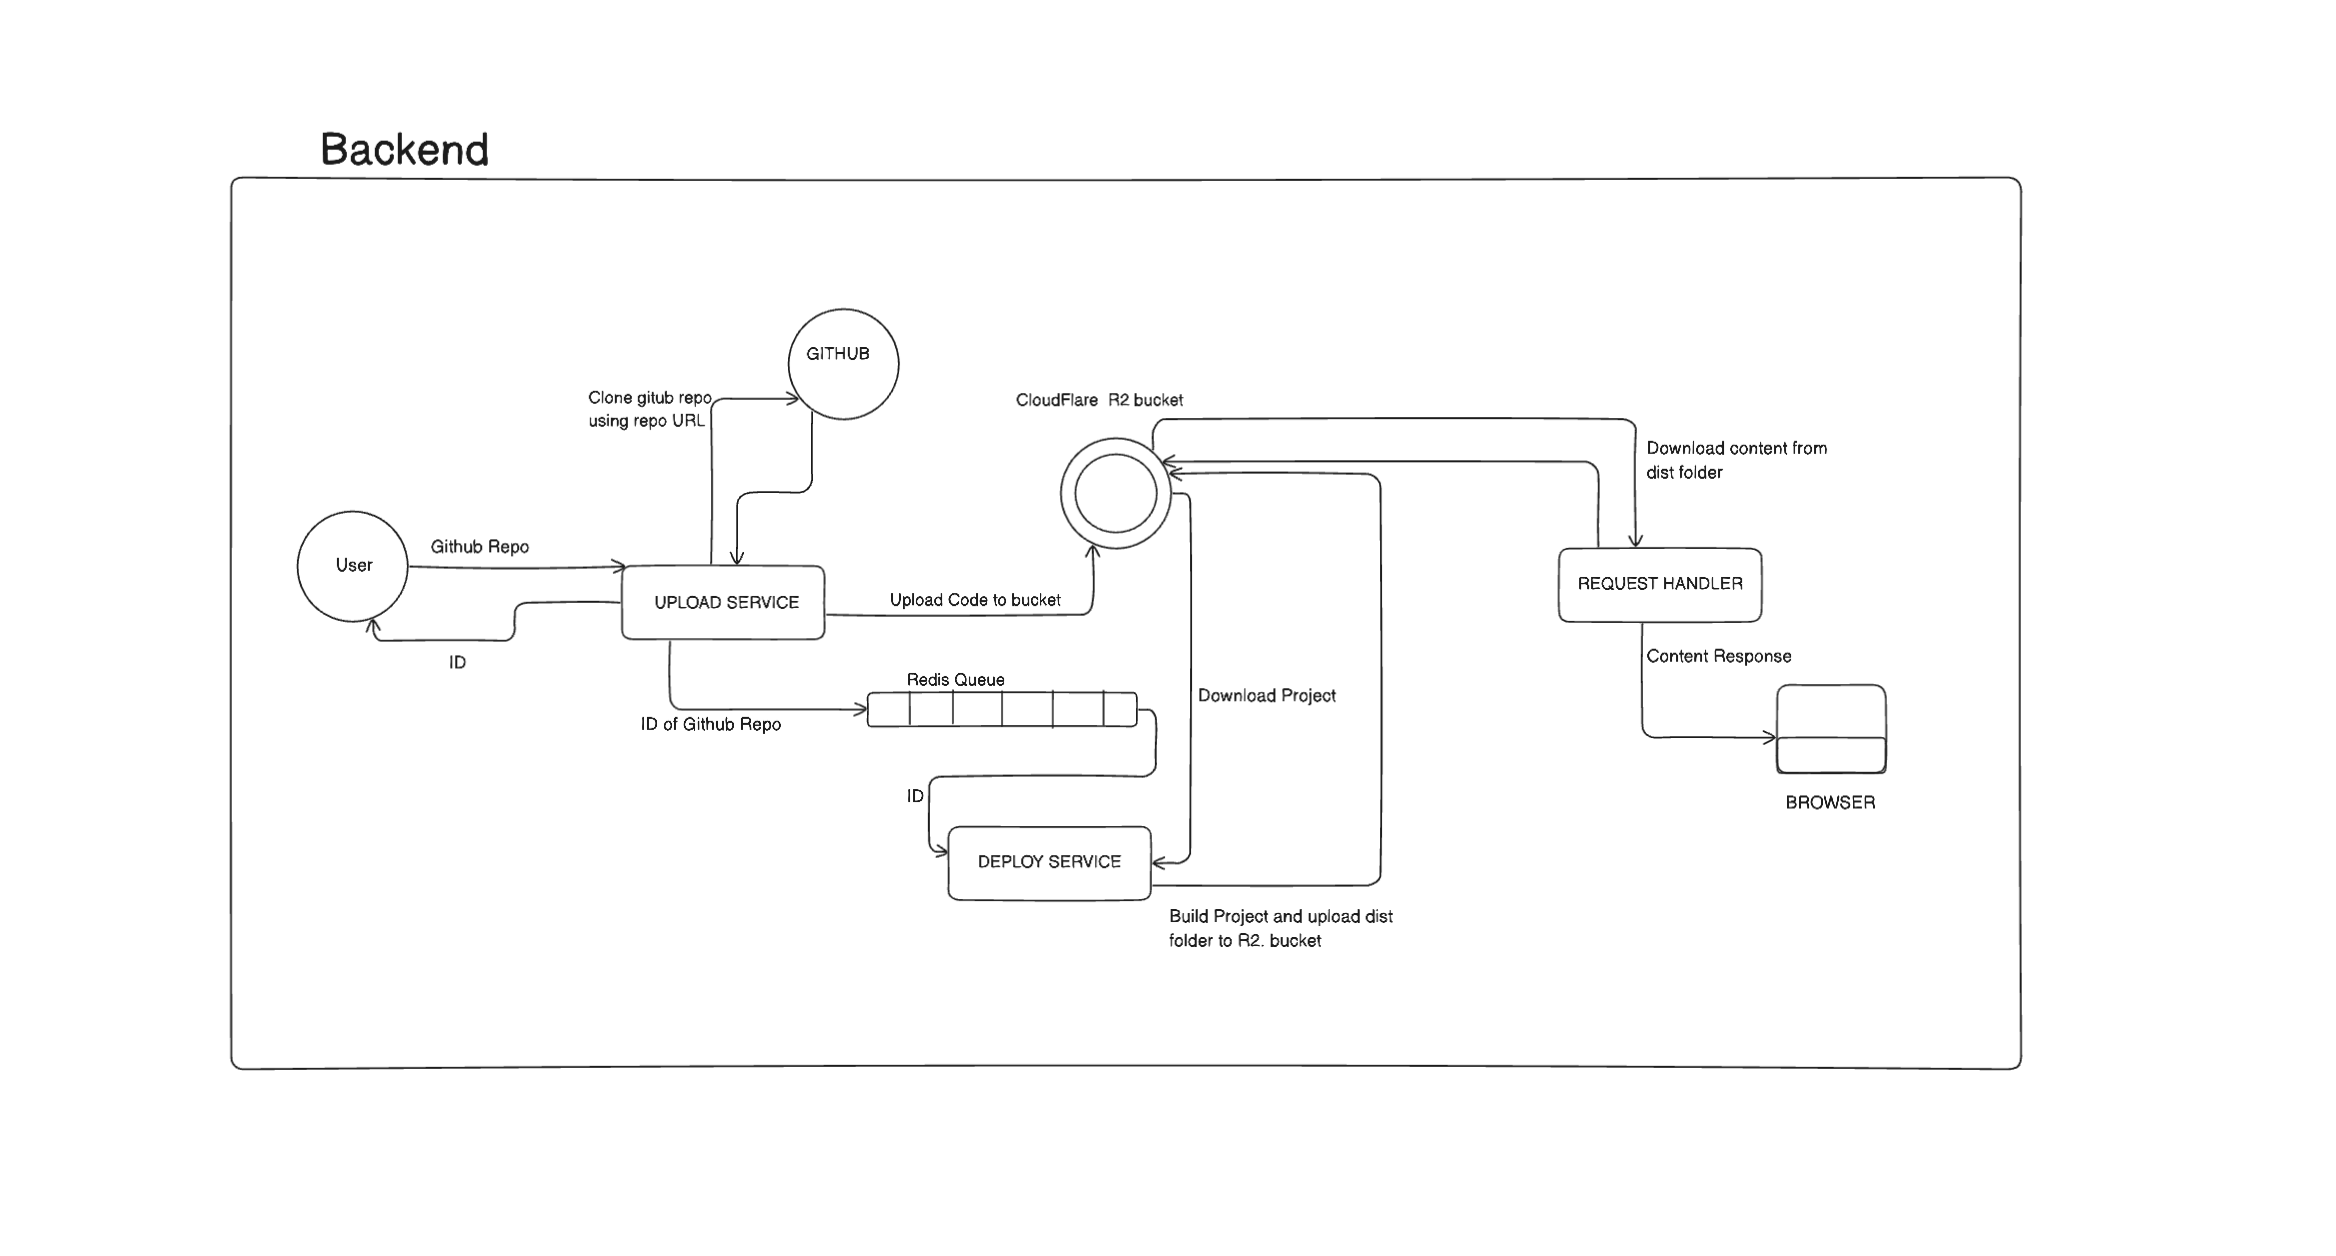 Backend
GITHUB
Clone gitub repo
using repo URL
CloudFlare  R2 bucket
Download content from
dist folder
Github Repo
User
UPLOAD SERVICE
Upload Code to bucket
REQUEST HANDLER
ID
Content Response
Redis Queue
ID of Github Repo
Download Project
ID
BROWSER
DEPLOY SERVICE
Build Project and upload dist
folder to R2. bucket